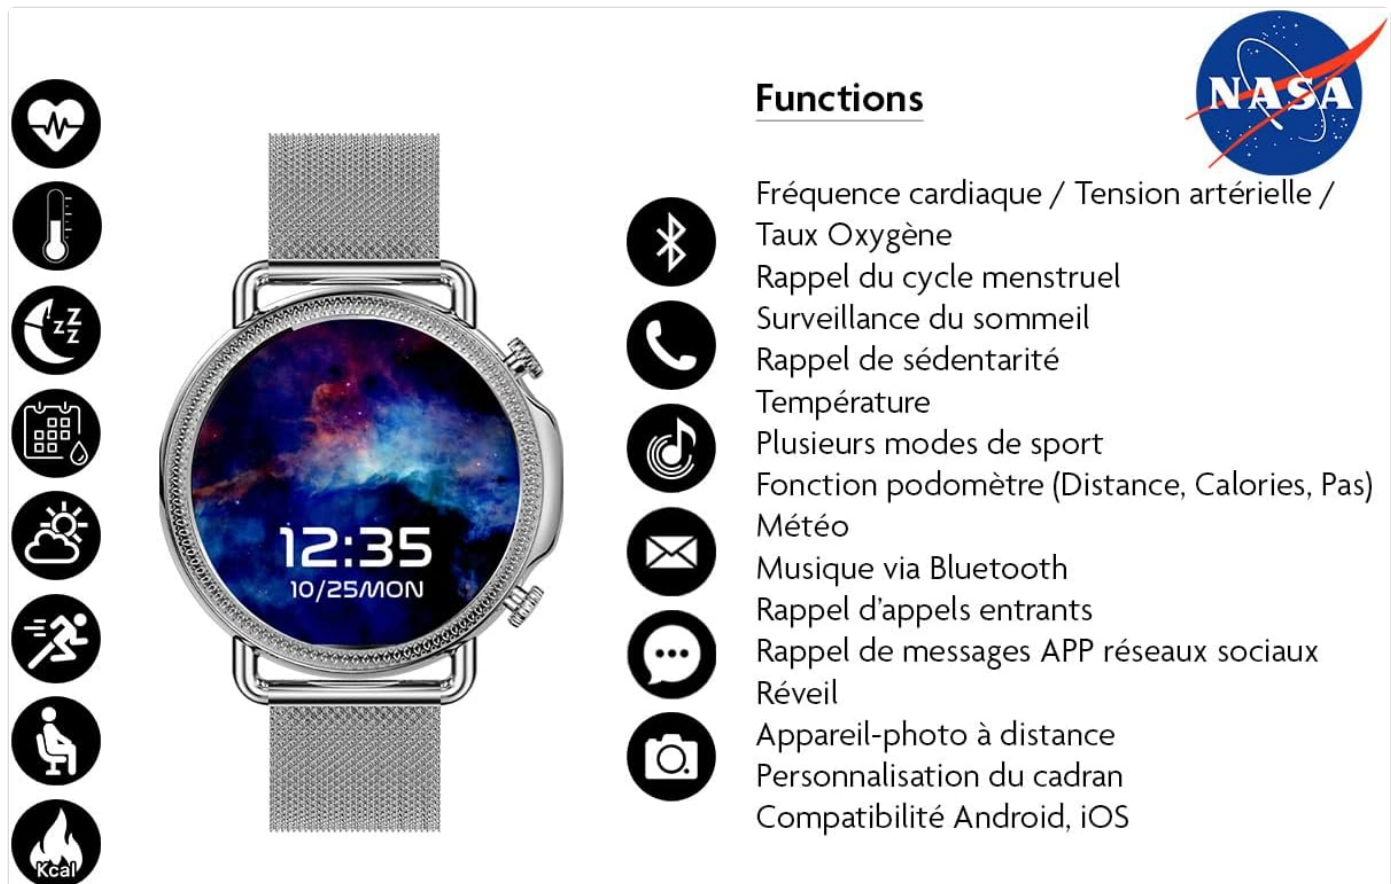 NASA
Functions
Fréquence cardiaque / Tension artérielle /
Taux Oxygène
Rappel du cycle menstruel
Surveillance du sommeil
Rappel de sédentarité
Température
Plusieurs modes de sport
Fonction podomètre (Distance, Calories, Pas)
Météo
Musique via Bluetooth
Rappel d’appels entrants
Rappel de messages APP réseaux sociaux
Réveil
Appareil-photo à distance
Personnalisation du cadran
Compatibilité Android, iOS
zzZ
Z
12:35
10/25MON
Kcal